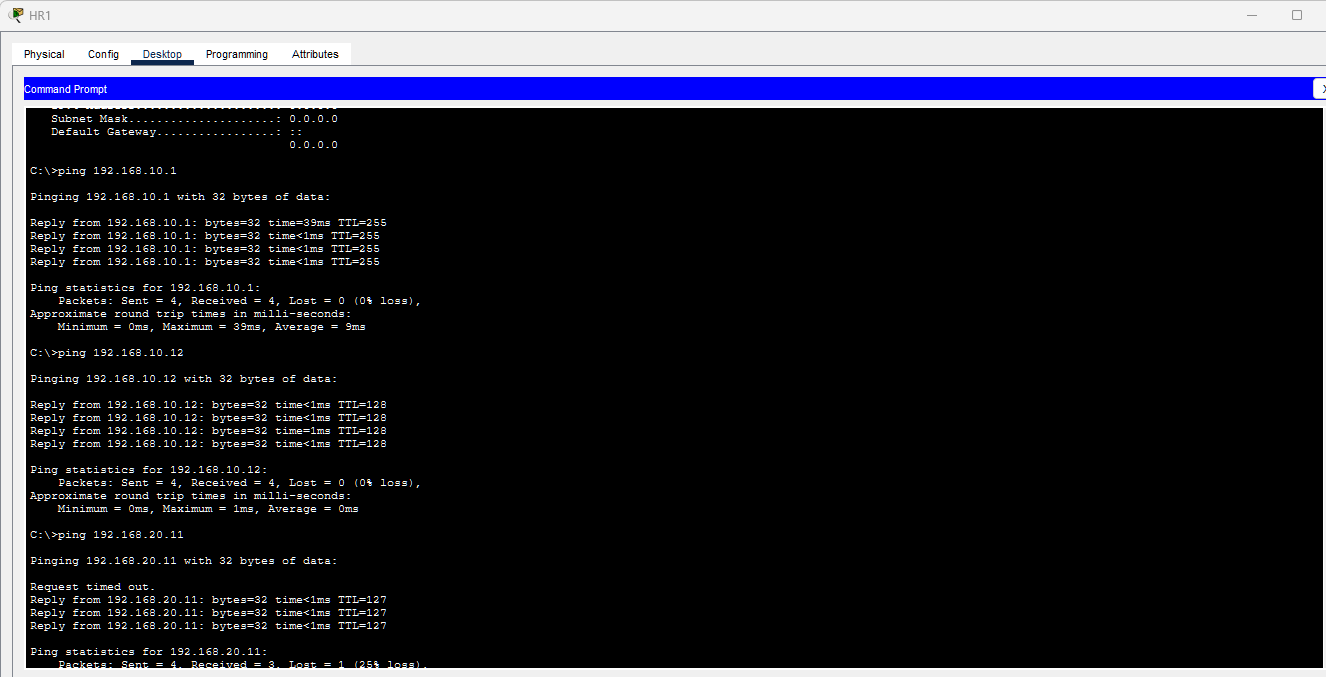 HR1
Physical Config Desktop Programming Attributes
Command Prompt
Subnet Mask.....................: 0.0.0.0
Default Gateway.................: ::
0.0.0.0
C:\>ping 192.168.10.1
Pinging 192.168.10.1 with 32 bytes of data:
Reply from 192.168.10.1: bytes=32 time=39ms TTL=255
Reply from 192.168.10.1: bytes=32 time<1ms TTL=255
Reply from 192.168.10.1: bytes=32 time<1ms TTL=255
Reply from 192.168.10.1: bytes=32 time<1ms TTL=255
Ping statistics for 192.168.10.1:
Packets: Sent = 4, Received = 4, Lost = 0 (0% loss),
Approximate round trip times in milli-seconds:
Minimum = 0ms, Maximum = 39ms, Average = 9ms
C:\>ping 192.168.10.12
Pinging 192.168.10.12 with 32 bytes of data:
Reply from 192.168.10.12: bytes=32 time<1ms TTL=128
Reply from 192.168.10.12: bytes=32 time<1ms TTL=128
Reply from 192.168.10.12: bytes=32 time=1ms TTL=128
Reply from 192.168.10.12: bytes=32 time<1ms TTL=128
Ping statistics for 192.168.10.12:
Packets: Sent = 4, Received = 4, Lost = 0 (0% loss),
Approximate round trip times in milli-seconds:
Minimum = 0ms, Maximum = 1ms, Average = 0ms
C:\>ping 192.168.20.11
Pinging 192.168.20.11 with 32 bytes of data:
Request timed out.
Reply from 192.168.20.11: bytes=32 time<1ms TTL=127
Reply from 192.168.20.11: bytes=32 time<1ms TTL=127
Reply from 192.168.20.11: bytes=32 time<1ms TTL=127
Ping statistics for 192.168.20.11:
Packets: Sent = 4, Received = 3, Lost = 1 (25% loss),